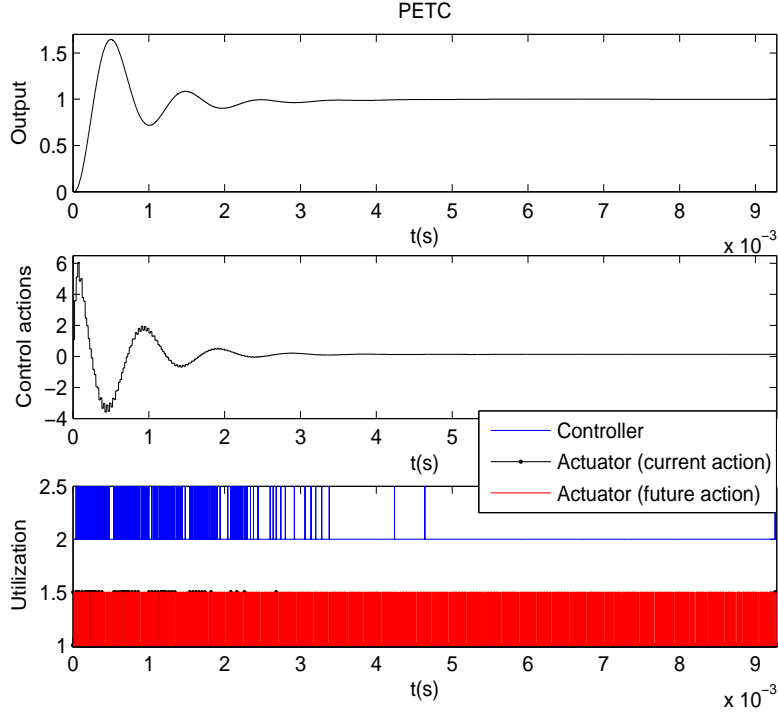 PETC
1.5
1
0.5
0
Output
0 1 2 3 4 5 6 7 8 9
t(s)
x 10−3
6
4
2
0
−2
−4
Control actions
0 1 2 3 4 5
t(s)
Controller
Actuator (current action)
Actuator (future action)
2.5
2
1.5
1
Utilization
0 1 2 3 4 5 6 7 8 9
t(s)
x 10−3